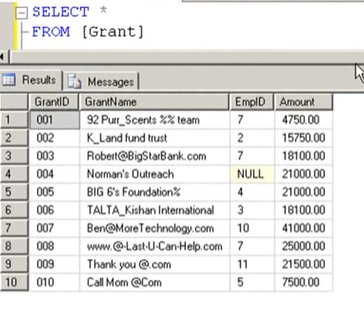 SELECT *
FROM [Grant]
Results Messages
GrantID GrantName EmpID Amount
1 001 92 Purr_Scents %% team 7 4750.00
2 002 K_Land fund trust 2 15750.00
3 003 Robert@BigStarBank.com 7 18100.00
4 004 Norman's Outreach NULL 21000.00
5 005 BIG 6's Foundation% 4 21000.00
6 006 TALTA_Kishan International 3 18100.00
7 007 Ben@MoreTechnology.com 10 41000.00
8 008 www.@-Last-U-Can-Help.com 7 25000.00
9 009 Thank you @.com 11 21500.00
10 010 Call Mom @Com 5 7500.00